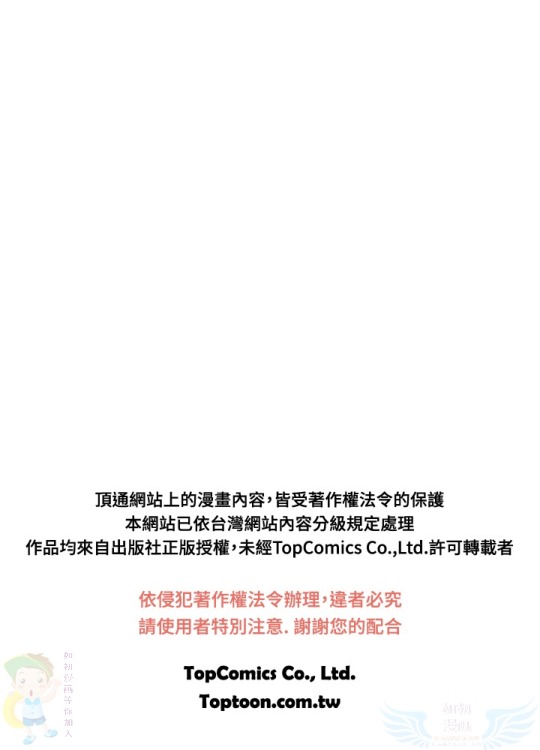 頂通網站上的漫畫內容，皆受著作權法令的保護
本網站已依台灣網站內容分級規定處理
作品均來自出版社正版授權，未經TopComics Co.,Ltd.許可轉載者
依侵犯著作權法令辦理，違者必究
請使用者特別注意. 謝謝您的配合
TopComics Co., Ltd.
Toptoon.com.tw